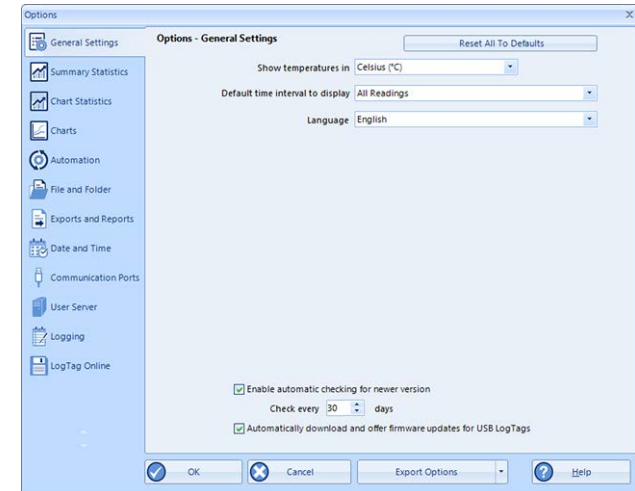 Options x
General Settings
Summary Statistics
Chart Statistics
Charts
Automation
File and Folder
Exports and Reports
Date and Time
Communication Ports
User Server
Logging
LogTag Online
Options - General Settings
Reset All To Defaults
Show temperatures in Celsius (°C)
Default time interval to display All Readings
Language English
Enable automatic checking for newer version
Check every 30 days
Automatically download and offer firmware updates for USB LogTags
OK Cancel Export Options Help